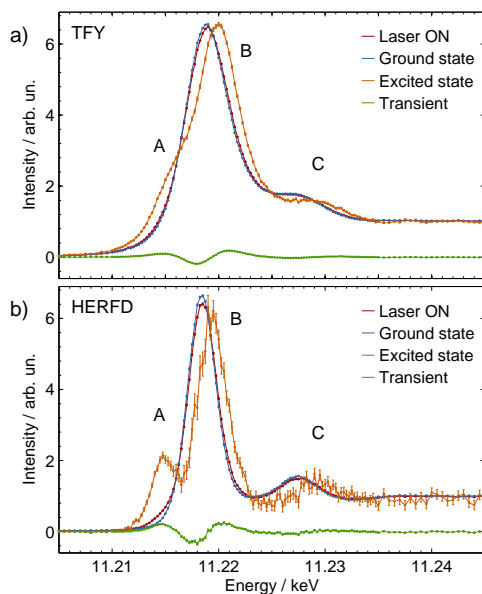 a)
TFY
Laser ON
Ground state
Excited state
Transient
A
B
C
Intensity / arb. un.
6
4
2
0
b)
HERFD
Laser ON
Ground state
Excited state
Transient
A
B
C
Intensity / arb. un.
6
4
2
0
11.21
11.22
11.23
11.24
Energy / keV